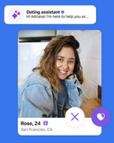 Dating assistant
Hi Adriana! I'm here to help you wi...
Rose, 24
San Francisco, CA